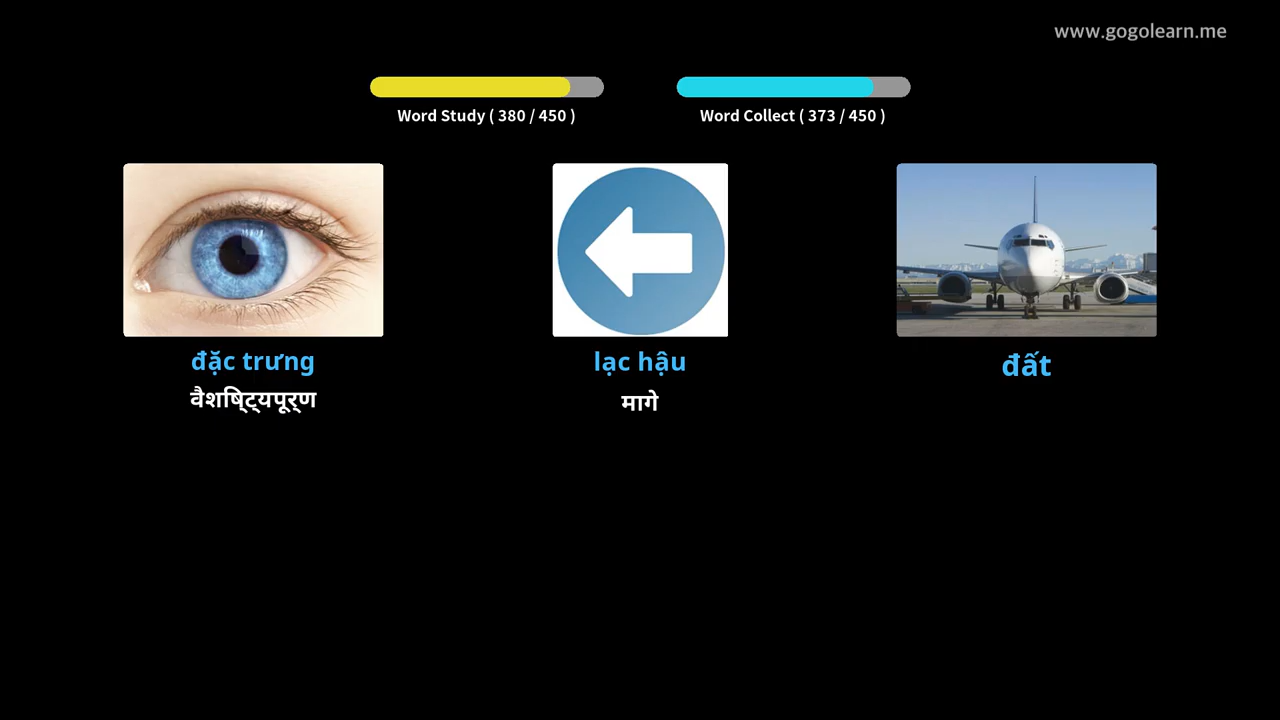 www.gogolearn.me
Word Study ( 380 / 450 )
Word Collect ( 373 / 450 )
đặc trưng
वैशिष्ट्यपूर्ण
lạc hậu
मागे
đất